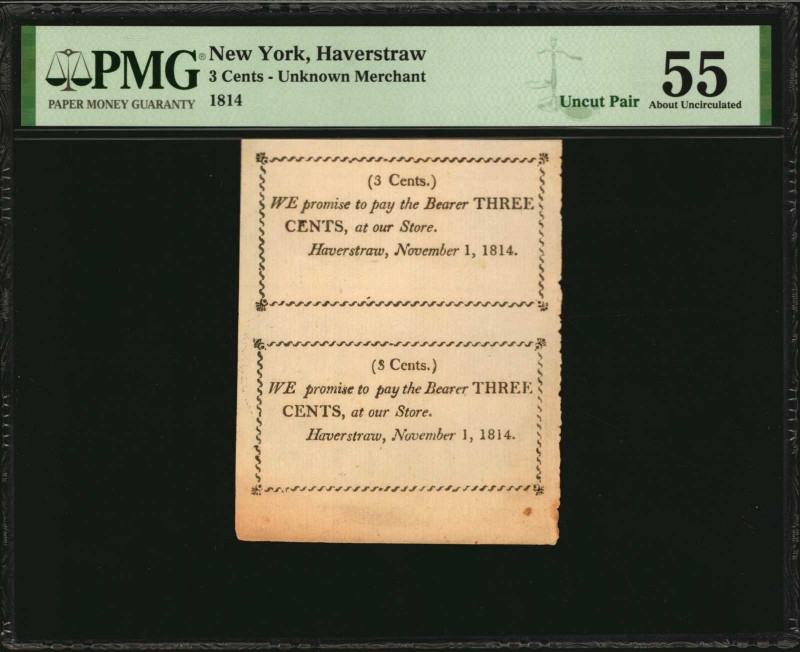 PMG® New York, Haverstraw
3 Cents - Unknown Merchant
PAPER MONEY GUARANTY 1814
Uncut Pair
55
About Uncirculated
(3 Cents.)
WE promise to pay the Bearer THREE
CENTS, at our Store.
Haverstraw, November 1, 1814.
(3 Cents.)
WE promise to pay the Bearer THREE
CENTS, at our Store.
Haverstraw, November 1, 1814.